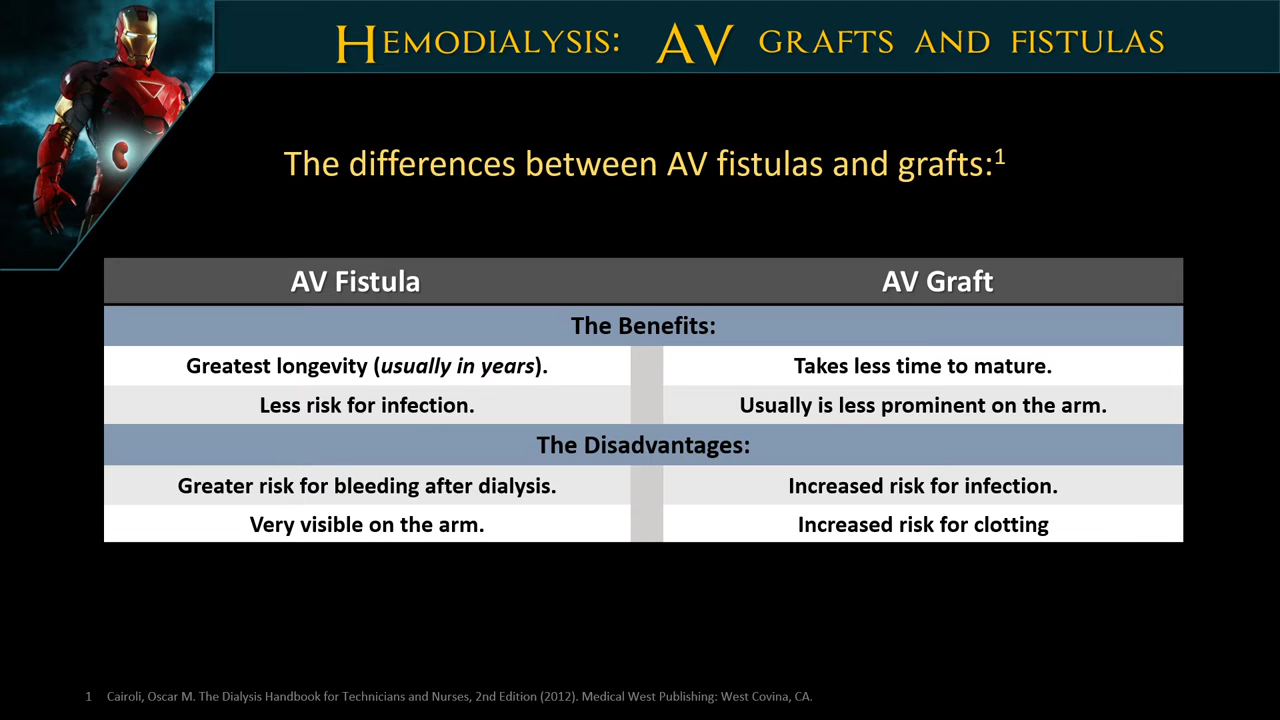 Hemodialysis: AV grafts and fistulas
The differences between AV fistulas and grafts:1
AV Fistula AV Graft
The Benefits:
Greatest longevity (usually in years). Takes less time to mature.
Less risk for infection. Usually is less prominent on the arm.
The Disadvantages:
Greater risk for bleeding after dialysis. Increased risk for infection.
Very visible on the arm. Increased risk for clotting
1 Cairoli, Oscar M. The Dialysis Handbook for Technicians and Nurses, 2nd Edition (2012). Medical West Publishing: West Covina, CA.